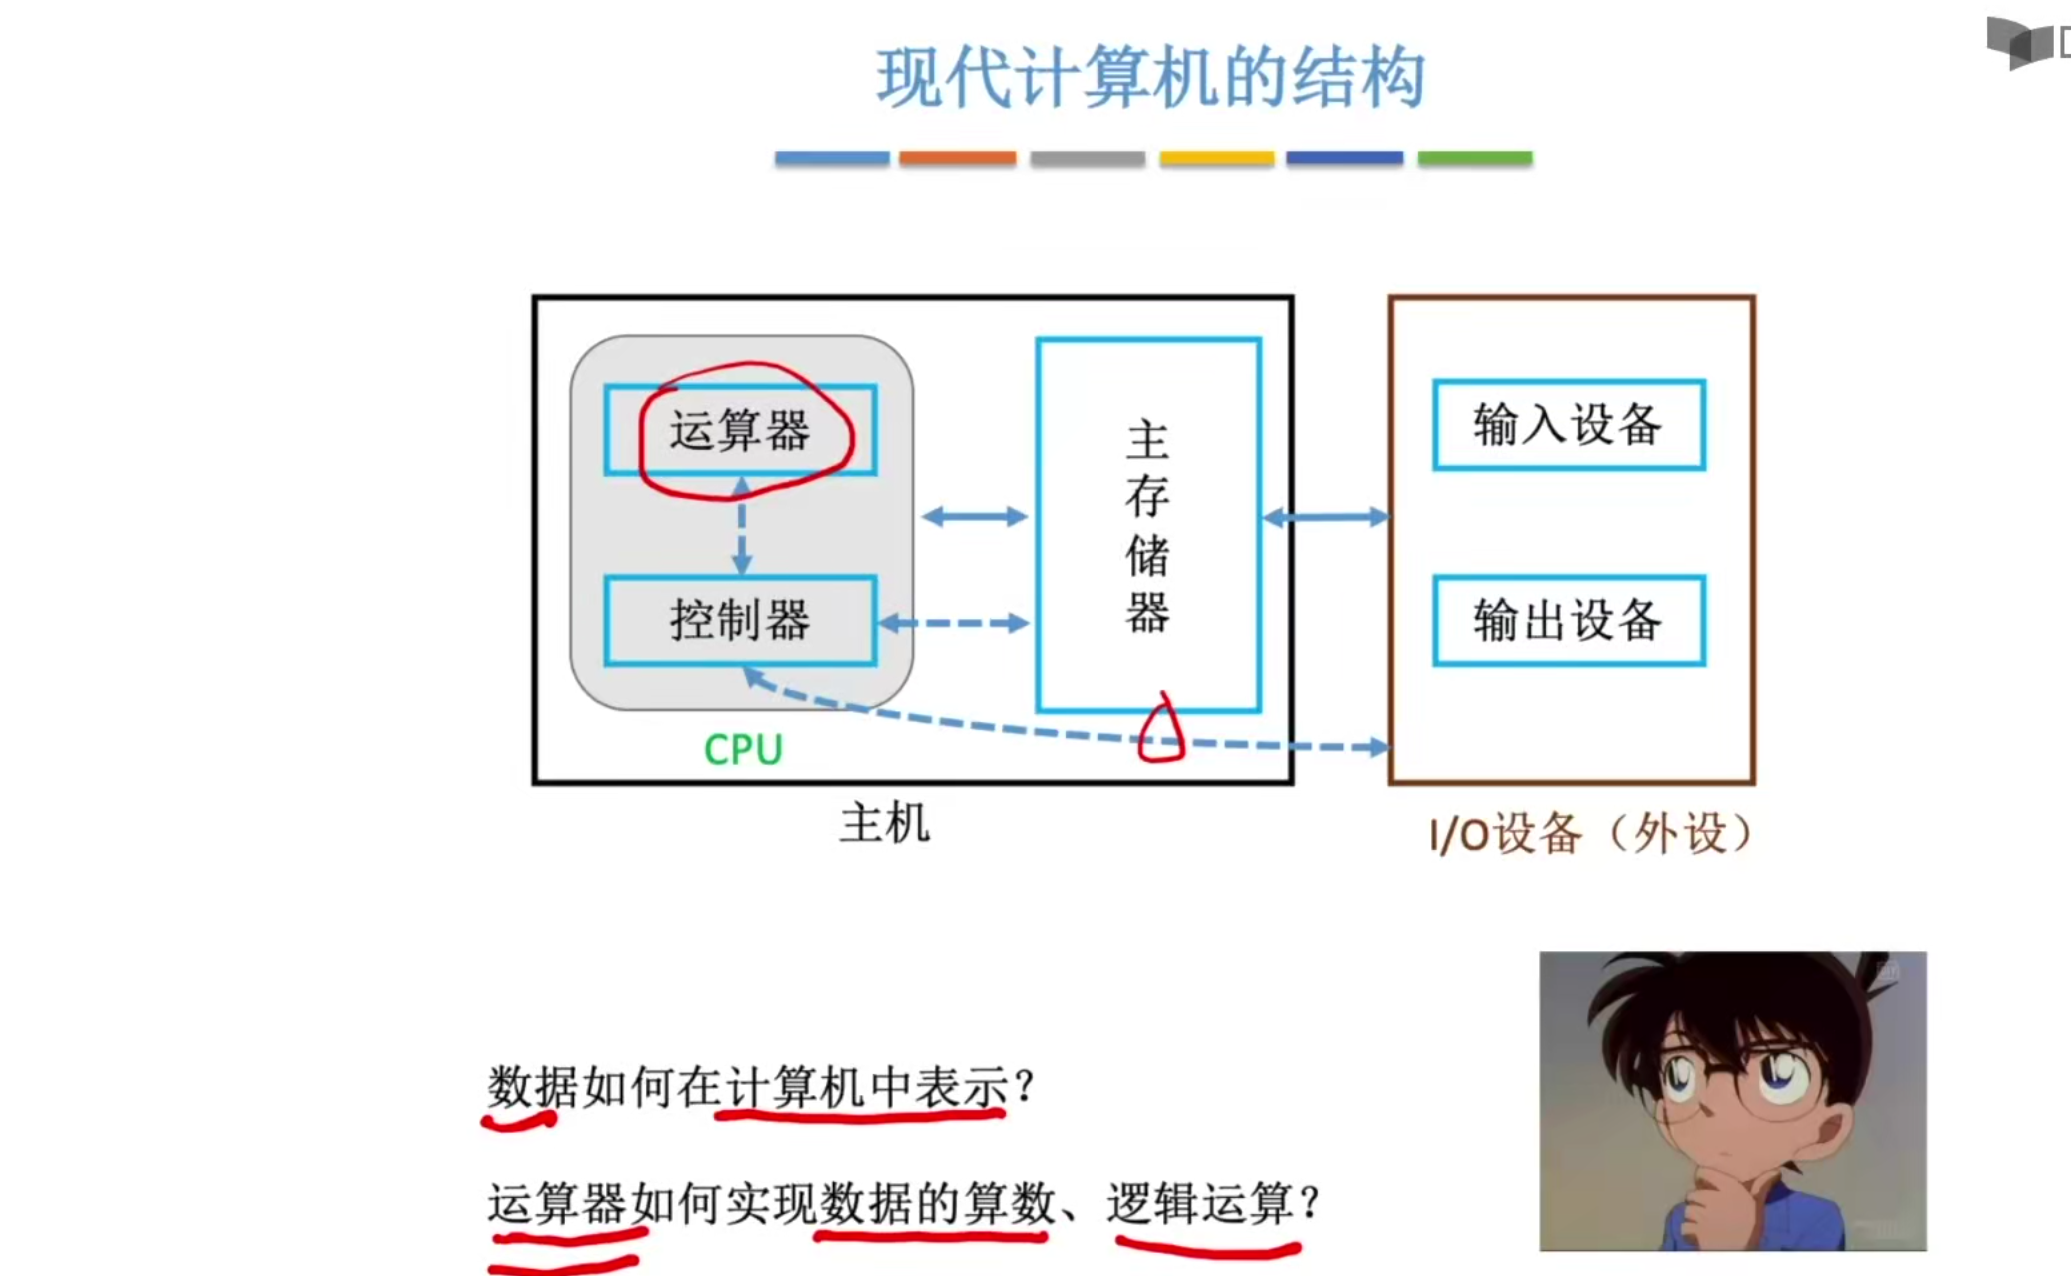 现代计算机的结构
运算器
控制器
CPU
主存储器
主机
输入设备
输出设备
I/O设备（外设）
数据如何在计算机中表示？
运算器如何实现数据的算数、逻辑运算？